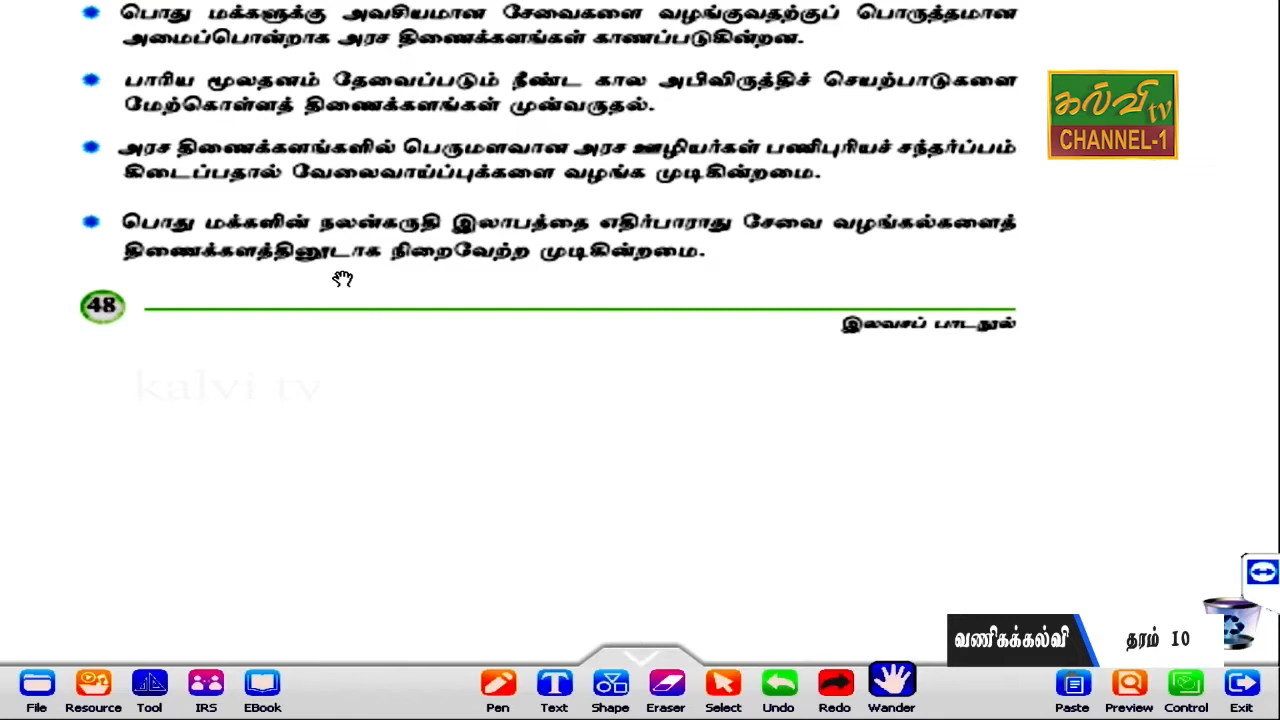 பொது மக்களுக்கு அவசியமான சேவைகளை வழங்குவதற்குப் பொருத்தமான
அமைப்பொன்றாக அரச திணைக்களங்கள் காணப்படுகின்றன.
பாரிய மூலதனம் தேவைப்படும் நீண்ட கால அபிவிருத்திச் செயற்பாடுகளை
மேற்கொள்ளத் திணைக்களங்கள் முன்வருதல்.
அரச திணைக்களங்களில் பெருமளவான அரச ஊழியர்கள் பணிபுரியச் சந்தர்ப்பம்
கிடைப்பதால் வேலைவாய்ப்புக்களை வழங்க முடிகின்றமை.
பொது மக்களின் நலன்கருதி இலாபத்தை எதிர்பாராது சேவை வழங்கல்களைத்
திணைக்களத்தினூடாக நிறைவேற்ற முடிகின்றமை.
48
இலவசப் பாடநூல்
கல்வி tv
CHANNEL-1
kalvi tv
வணிகக்கல்வி தரம் 10
File Resource Tool IRS EBook Pen Text Shape Eraser Select Undo Redo Wander Paste Preview Control Exit